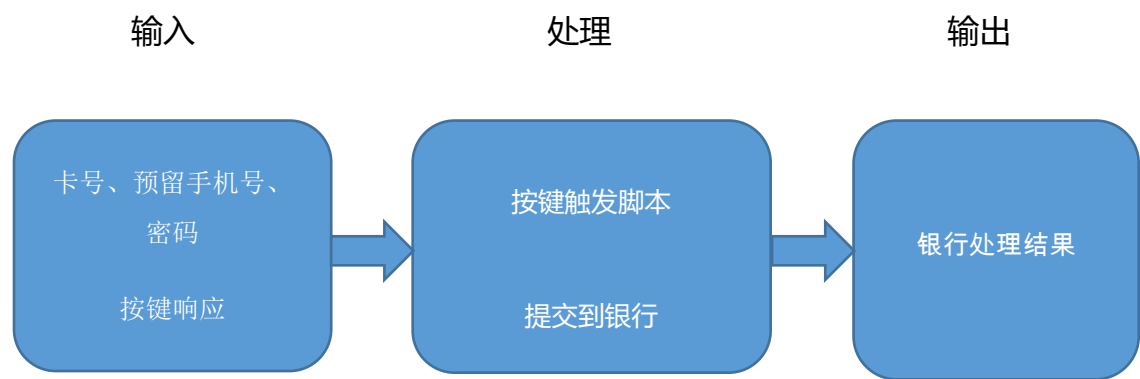 输入
处理
输出
卡号、预留手机号、
密码
按键响应
按键触发脚本
提交到银行
银行处理结果